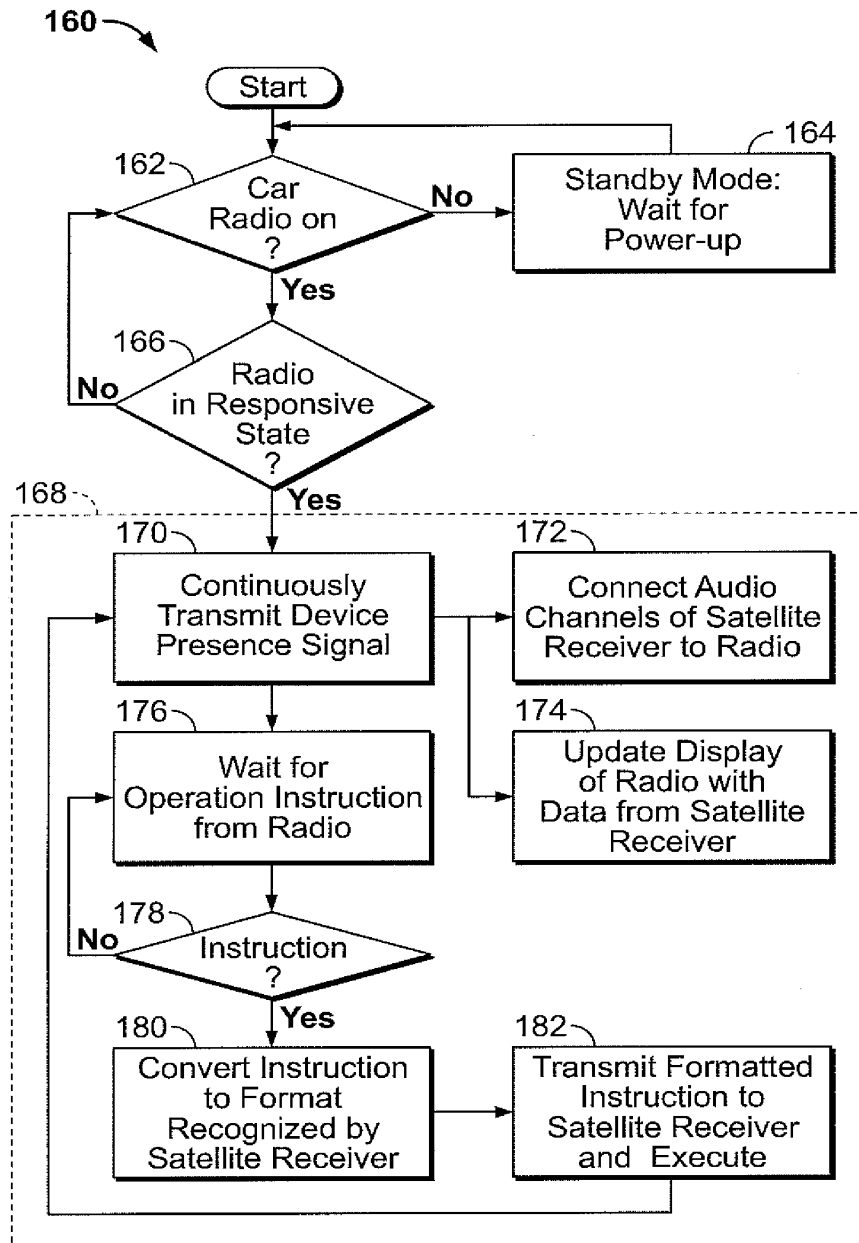 160
Start
162
Car
Radio on
?
No
164
Standby Mode:
Wait for
Power-up
Yes
166
Radio
in Responsive
State
?
No
Yes
168
170
Continuously
Transmit Device
Presence Signal
172
Connect Audio
Channels of Satellite
Receiver to Radio
174
Update Display
of Radio with
Data from Satellite
Receiver
176
Wait for
Operation Instruction
from Radio
178
Instruction
?
No
Yes
180
Convert Instruction
to Format
Recognized by
Satellite Receiver
182
Transmit Formatted
Instruction to
Satellite Receiver
and Execute